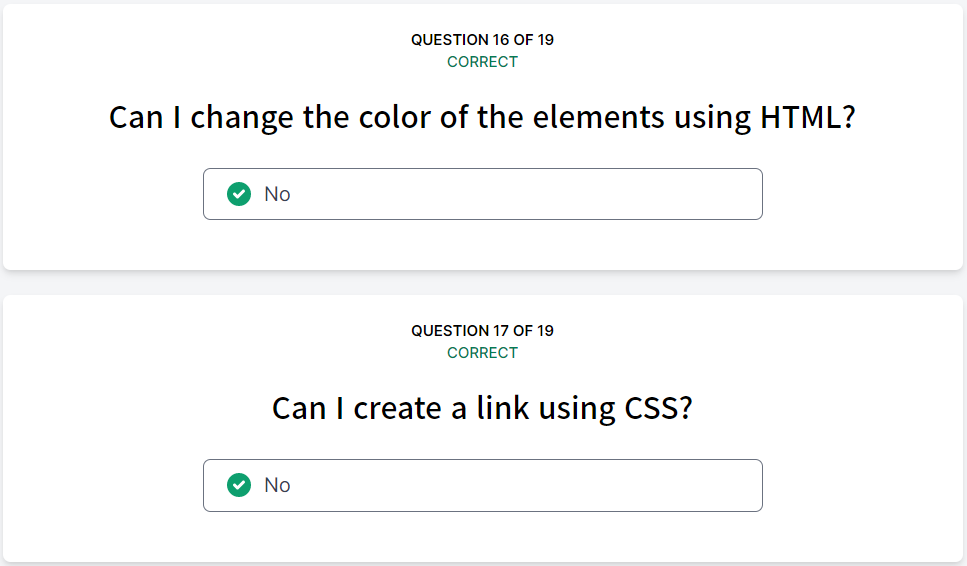 QUESTION 16 OF 19
CORRECT
Can I change the color of the elements using HTML?
No
QUESTION 17 OF 19
CORRECT
Can I create a link using CSS?
No